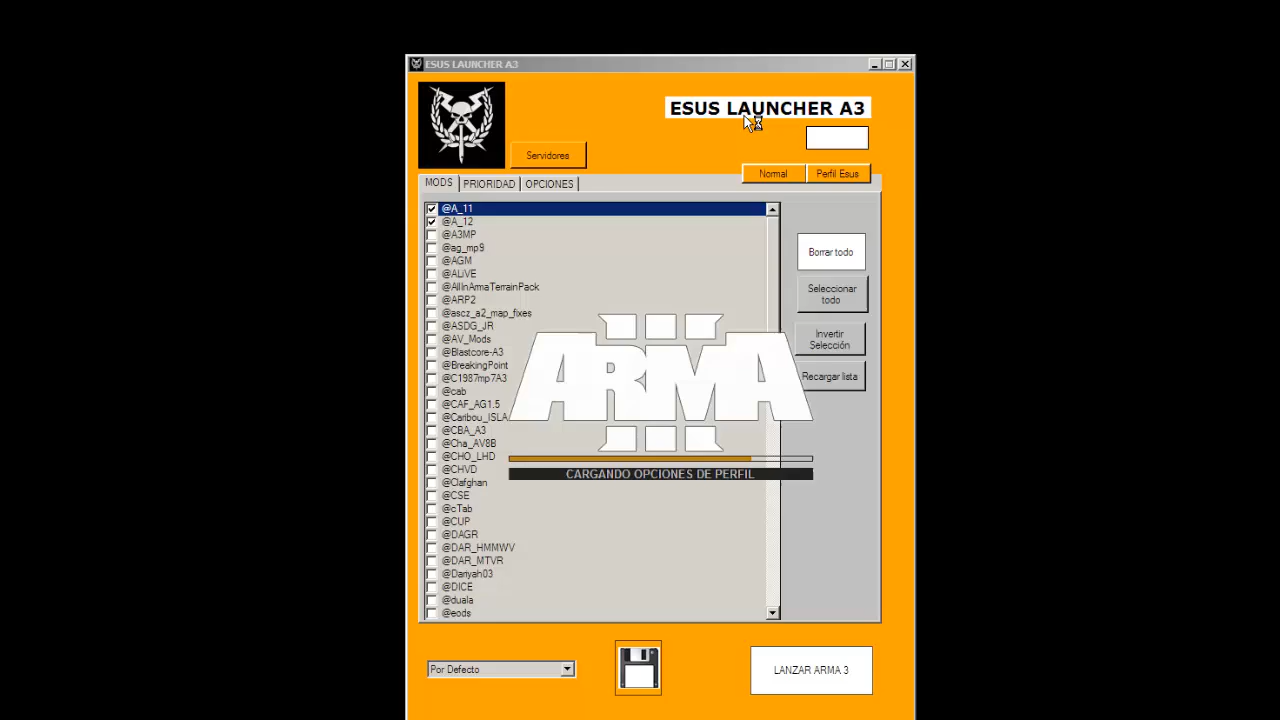 ESUS LAUNCHER A3
ESUS LAUNCHER A3
Servidores
Normal
Perfil Esus
MODS
PRIORIDAD
OPCIONES
@A_11
@A_12
@A3MP
@ag_mp9
@AGM
@ALiVE
@AllInArmaTerrainPack
@ARP2
@ascz_a2_map_fixes
@ASDG_JR
@AV_Mods
@Blastcore-A3
@BreakingPoint
@C1987mp7A3
@cab
@CAF_AG1.5
@Caribou_ISLA
@CBA_A3
@Cha_AV8B
@CHO_LHD
@CHVD
@Clafghan
@CSE
@cTab
@CUP
@DAGR
@DAR_HMMWV
@DAR_MTVR
@Dariyah03
@DICE
@duala
@eods
Borrar todo
Seleccionar
todo
Invertir
Selección
Recargar lista
III
ARMA
CARGANDO OPCIONES DE PERFIL
Por Defecto
LANZAR ARMA 3